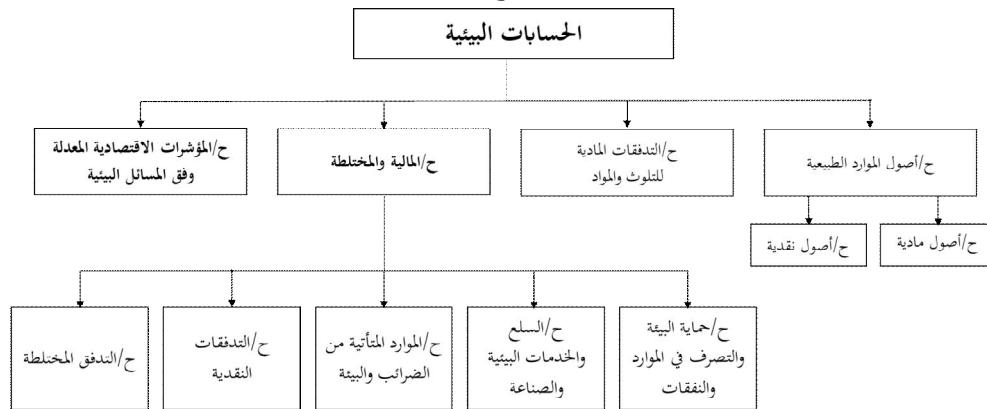 الحسابات البيئية
ح/أصول الموارد الطبيعية
ح/التدفقات المادية
للتلوث والمواد
ح/المالية والمختلطة
ح/المؤشرات الاقتصادية المعدلة
وفق المسائل البيئية
ح/أصول مادية
ح/أصول نقدية
ح/حماية البيئة
والتصرف في الموارد
والنفقات
ح/السلع
والخدمات البيئية
والصناعة
ح/الموارد المتأتية من
الضرائب والبيئة
ح/التدفقات
النقدية
ح/التدفق المختلطة